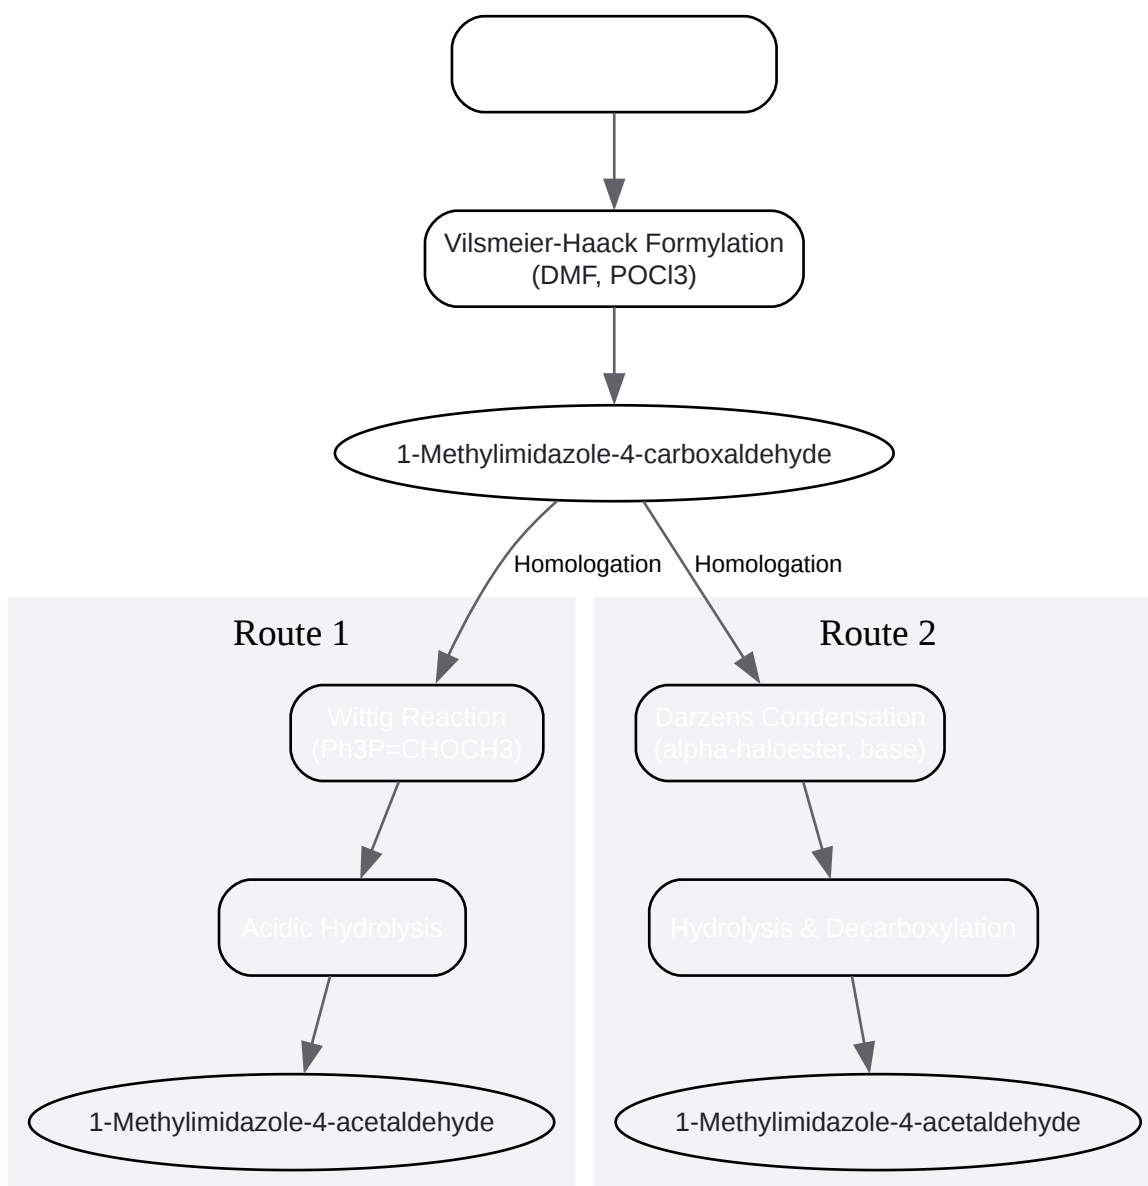 Vilsmeier-Haack Formylation
(DMF, POCl3)
1-Methylimidazole-4-carboxaldehyde
Homologation
Homologation
Route 1
Route 2
Wittig Reaction
(Ph3P=CHOCH3)
Darzens Condensation
(alpha-haloester, base)
Acidic Hydrolysis
Hydrolysis & Decarboxylation
1-Methylimidazole-4-acetaldehyde
1-Methylimidazole-4-acetaldehyde